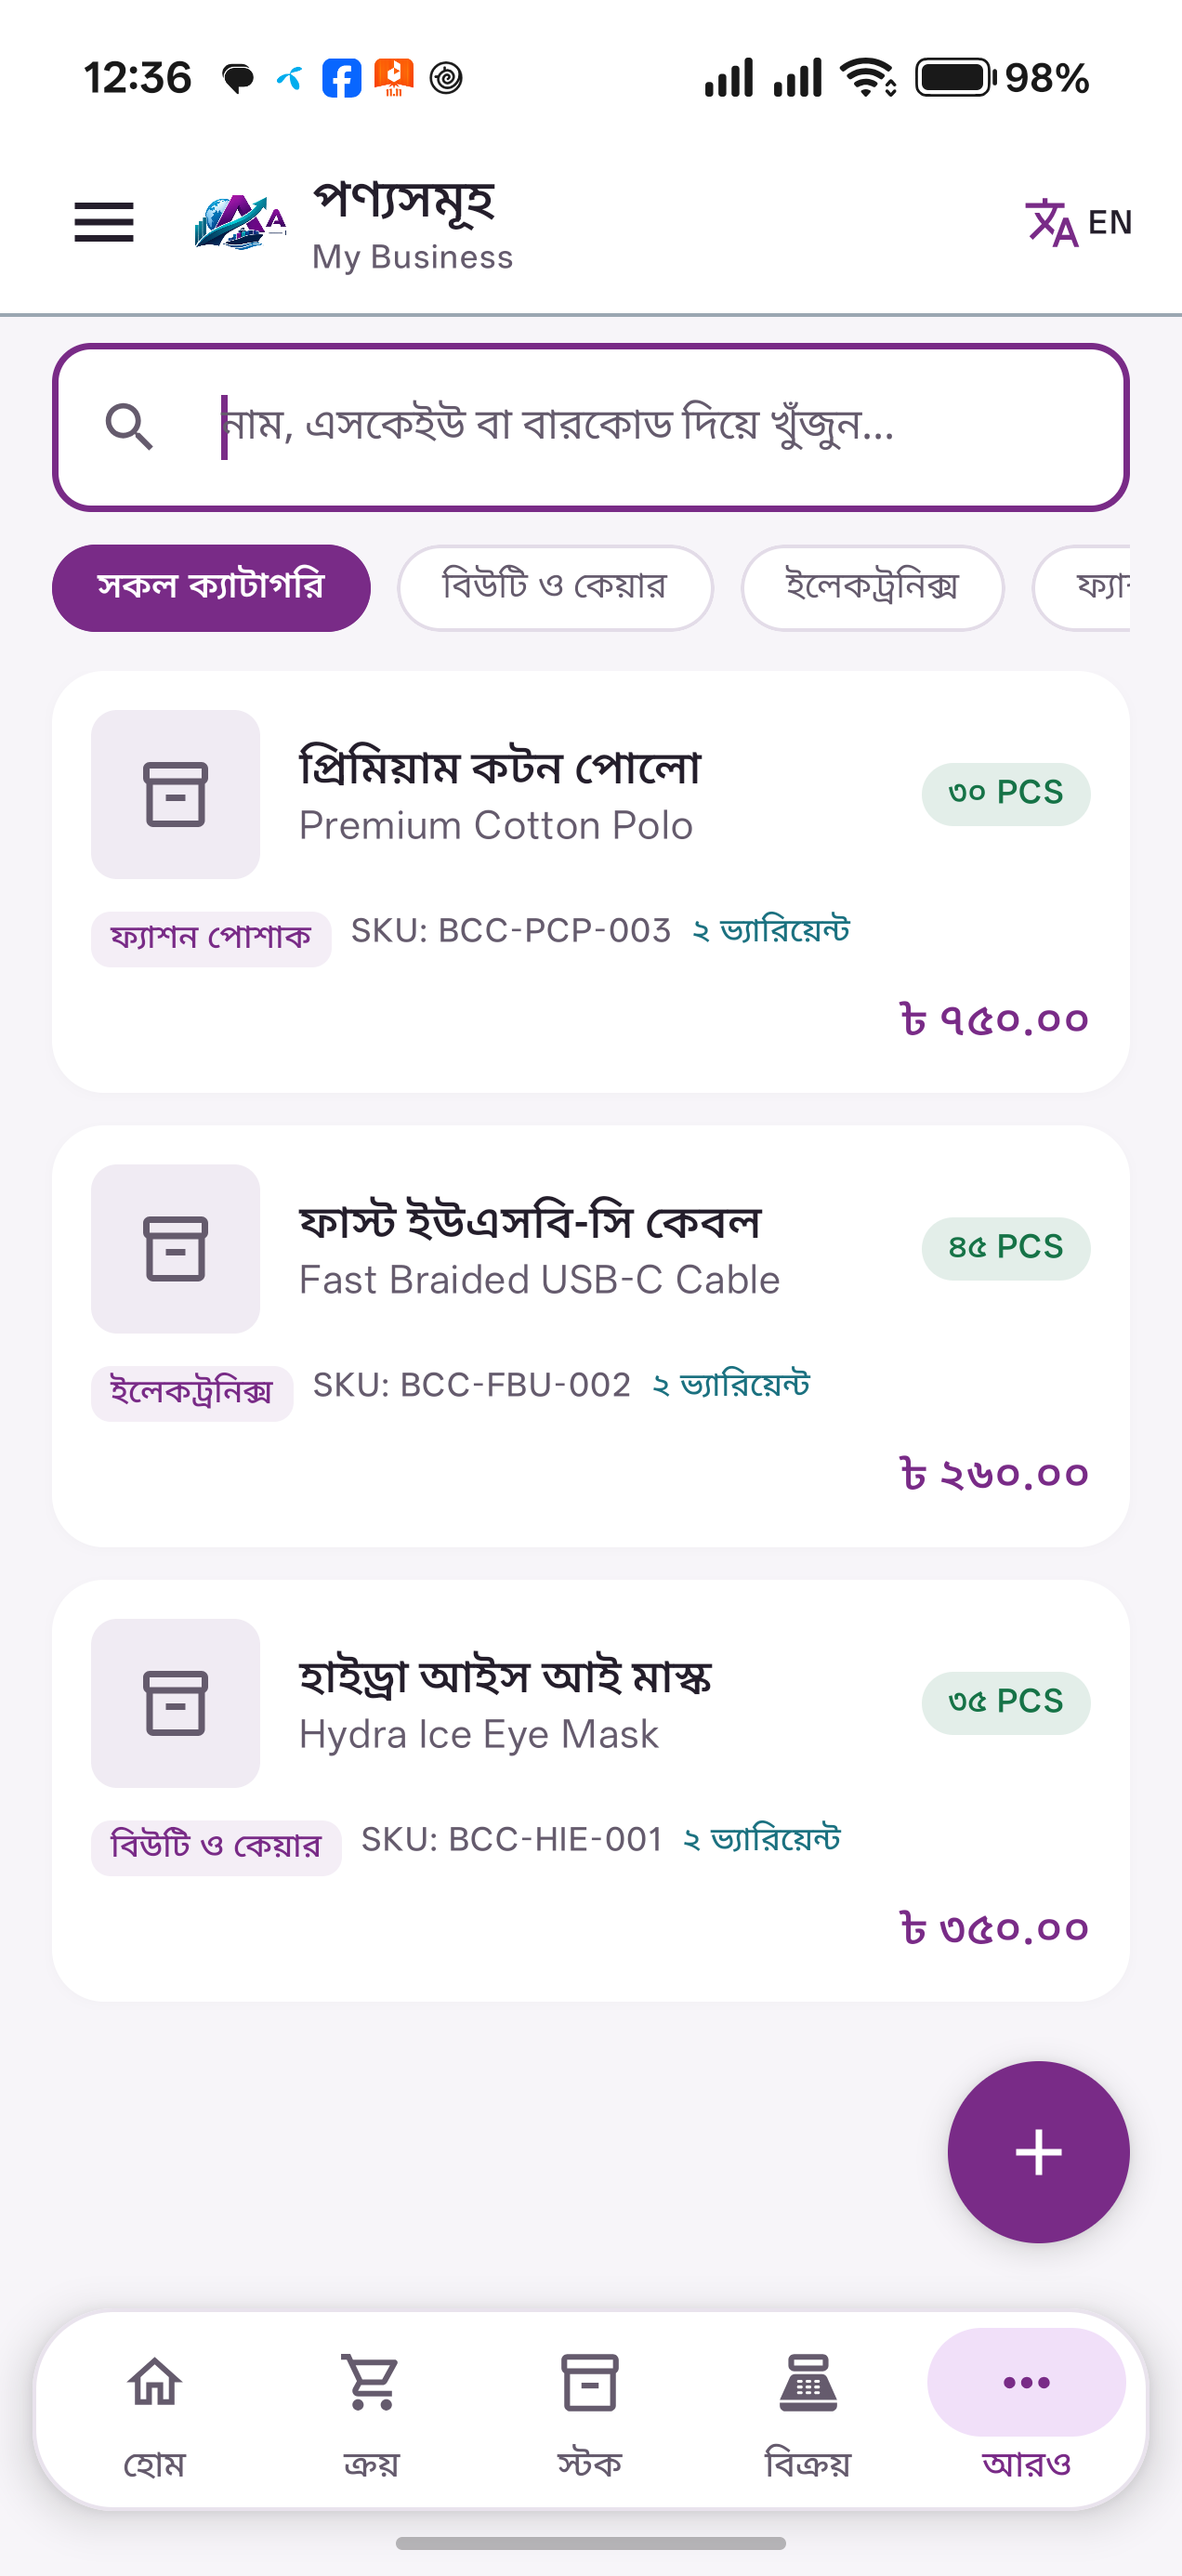 12:36
11.11
98%
পণ্যসমূহ
My Business
EN
নাম, এসকেইউ বা বারকোড দিয়ে খুঁজুন...
সকল ক্যাটাগরি
বিউটি ও কেয়ার
ইলেকট্রনিক্স
প্রিমিয়াম কটন পোলো
Premium Cotton Polo
৩০ PCS
ফ্যাশন পোশাক
SKU: BCC-PCP-003
২ ভ্যারিয়েন্ট
৳ ৭৫০.০০
ফাস্ট ইউএসবি-সি কেবল
Fast Braided USB-C Cable
৪৫ PCS
ইলেকট্রনিক্স
SKU: BCC-FBU-002
২ ভ্যারিয়েন্ট
৳ ২৬০.০০
হাইড্রা আইস আই মাস্ক
Hydra Ice Eye Mask
৩৫ PCS
বিউটি ও কেয়ার
SKU: BCC-HIE-001
২ ভ্যারিয়েন্ট
৳ ৩৫০.০০
হোম
ক্রয়
স্টক
বিক্রয়
আরও